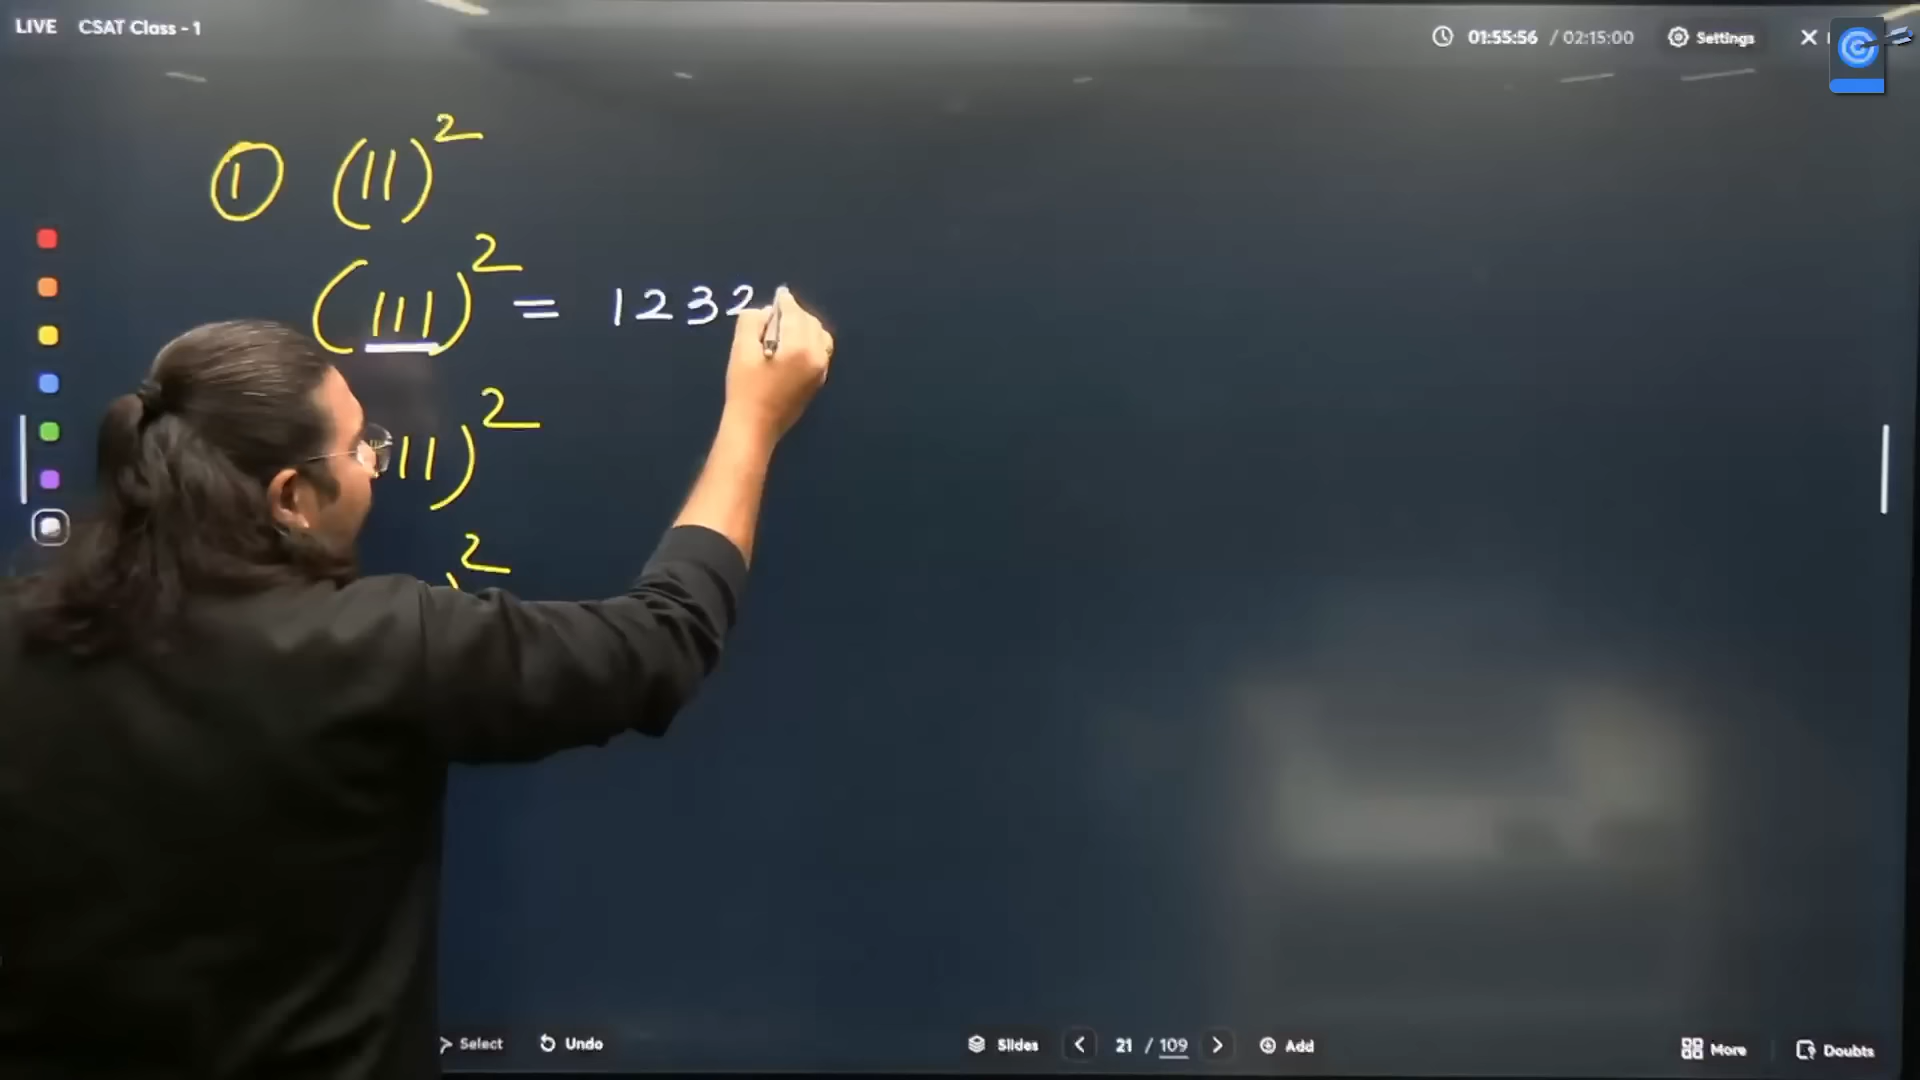 LIVE CSAT Class - 1
01:55:56 / 02:15:00 Settings
① (11)²
(111)² = 1232
11)²
)²
Select Undo Slides < 21 / 109 > Add More Doubts